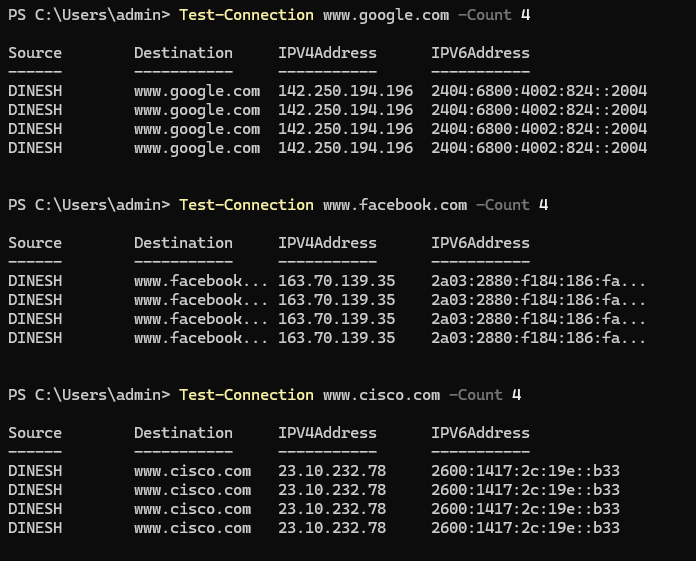 PS C:\Users\admin> Test-Connection www.google.com -Count 4
Source        Destination     IPV4Address      IPV6Address
------        -----------     -----------      -----------
DINESH        www.google.com  142.250.194.196  2404:6800:4002:824::2004
DINESH        www.google.com  142.250.194.196  2404:6800:4002:824::2004
DINESH        www.google.com  142.250.194.196  2404:6800:4002:824::2004
DINESH        www.google.com  142.250.194.196  2404:6800:4002:824::2004
PS C:\Users\admin> Test-Connection www.facebook.com -Count 4
Source        Destination     IPV4Address      IPV6Address
------        -----------     -----------      -----------
DINESH        www.facebook... 163.70.139.35    2a03:2880:f184:186:fa...
DINESH        www.facebook... 163.70.139.35    2a03:2880:f184:186:fa...
DINESH        www.facebook... 163.70.139.35    2a03:2880:f184:186:fa...
DINESH        www.facebook... 163.70.139.35    2a03:2880:f184:186:fa...
PS C:\Users\admin> Test-Connection www.cisco.com -Count 4
Source        Destination     IPV4Address      IPV6Address
------        -----------     -----------      -----------
DINESH        www.cisco.com   23.10.232.78     2600:1417:2c:19e::b33
DINESH        www.cisco.com   23.10.232.78     2600:1417:2c:19e::b33
DINESH        www.cisco.com   23.10.232.78     2600:1417:2c:19e::b33
DINESH        www.cisco.com   23.10.232.78     2600:1417:2c:19e::b33